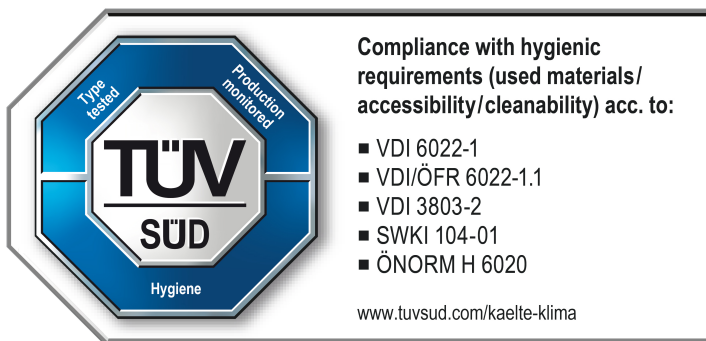 Type
tested
Production
monitored
TÜV
SÜD
Hygiene
Compliance with hygienic
requirements (used materials/
accessibility/cleanability) acc. to:
■ VDI 6022-1
■ VDI/ÖFR 6022-1.1
■ VDI 3803-2
■ SWKI 104-01
■ ÖNORM H 6020
www.tuvsud.com/kaelte-klima